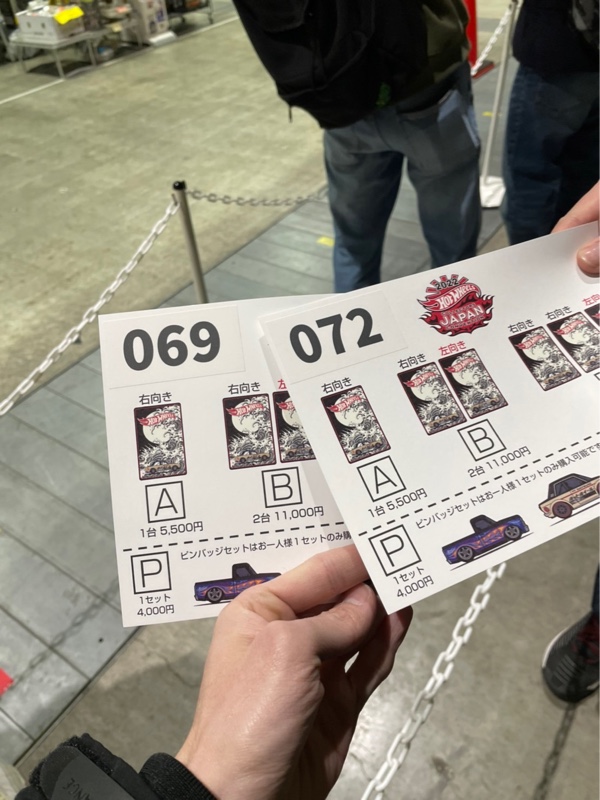 069
右向き
右向き
左
A
B
1台 5,500円
2台 11,000円
P
ピンバッジセットはお一人様1セットのみ購
1セット
4,000円
072
2022
Hot Wheels
JAPAN
右向き
右向き
左向き
右向き
右向き
左向き
A
B
1台 5,500円
2台 11,000円
P
ピンバッジセットはお一人様1セットのみ購入可能です
1セット
4,000円